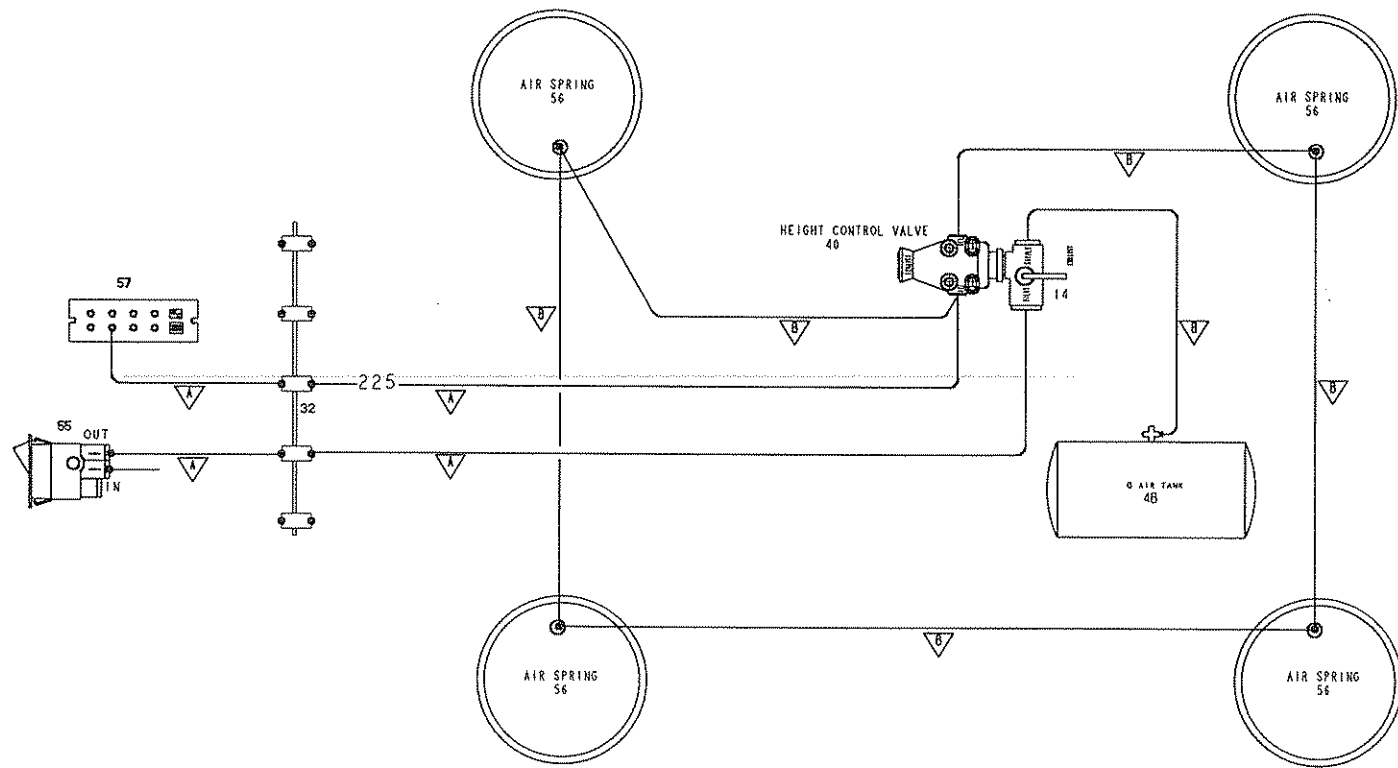 AIR SPRING
56
AIR SPRING
56
B
HEIGHT CONTROL VALVE
40
57
14
B
B
B
225
A
A
32
B
55
OUT
A
A
IN
AIR TANK
48
B
AIR SPRING
56
AIR SPRING
56